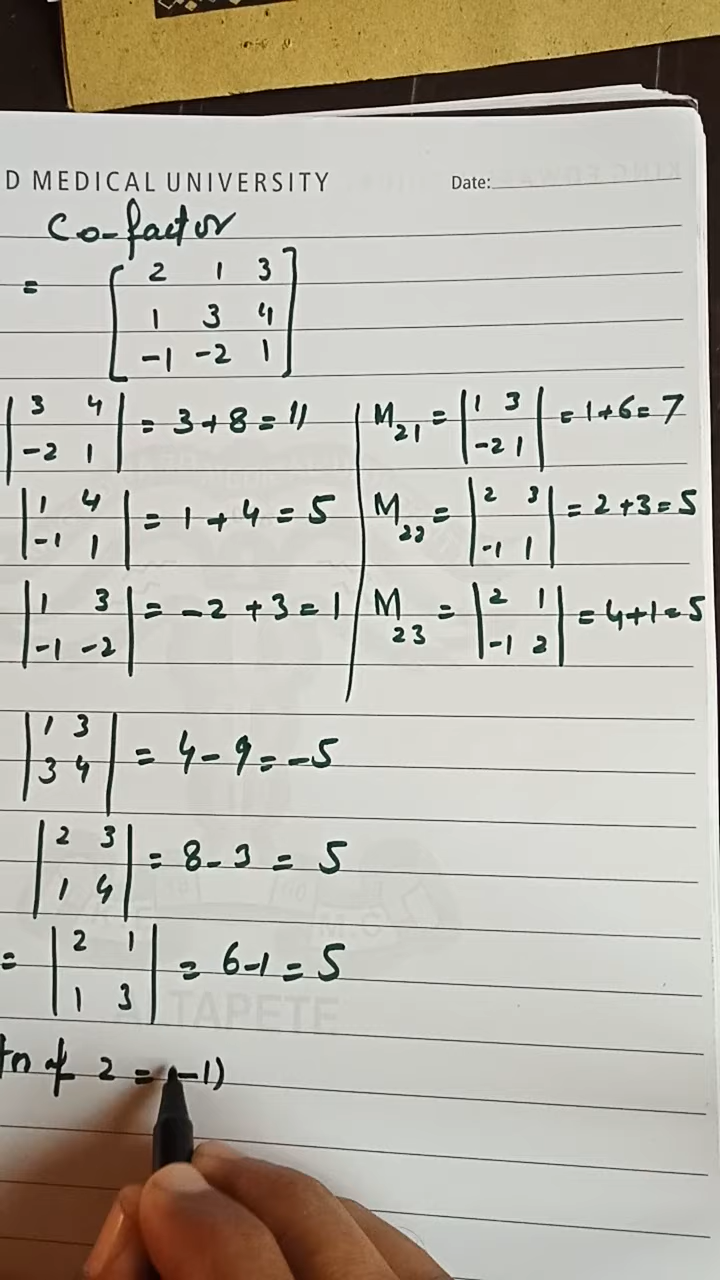 D MEDICAL UNIVERSITY Date:
Co-factor
= [ 2 1 3
1 3 4
-1 -2 1 ]
| 3 4
-2 1 | = 3+8 = 11
| 1 4
-1 1 | = 1+4 = 5
| 1 3
-1 -2 | = -2+3 = 1
M21 = | 1 3
-2 1 | = 1+6 = 7
M22 = | 2 3
-1 1 | = 2+3 = 5
M23 = | 2 1
-1 2 | = 4+1 = 5
| 1 3
3 4 | = 4-9 = -5
| 2 3
1 4 | = 8-3 = 5
= | 2 1
1 3 | = 6-1 = 5
of 2 = -1)